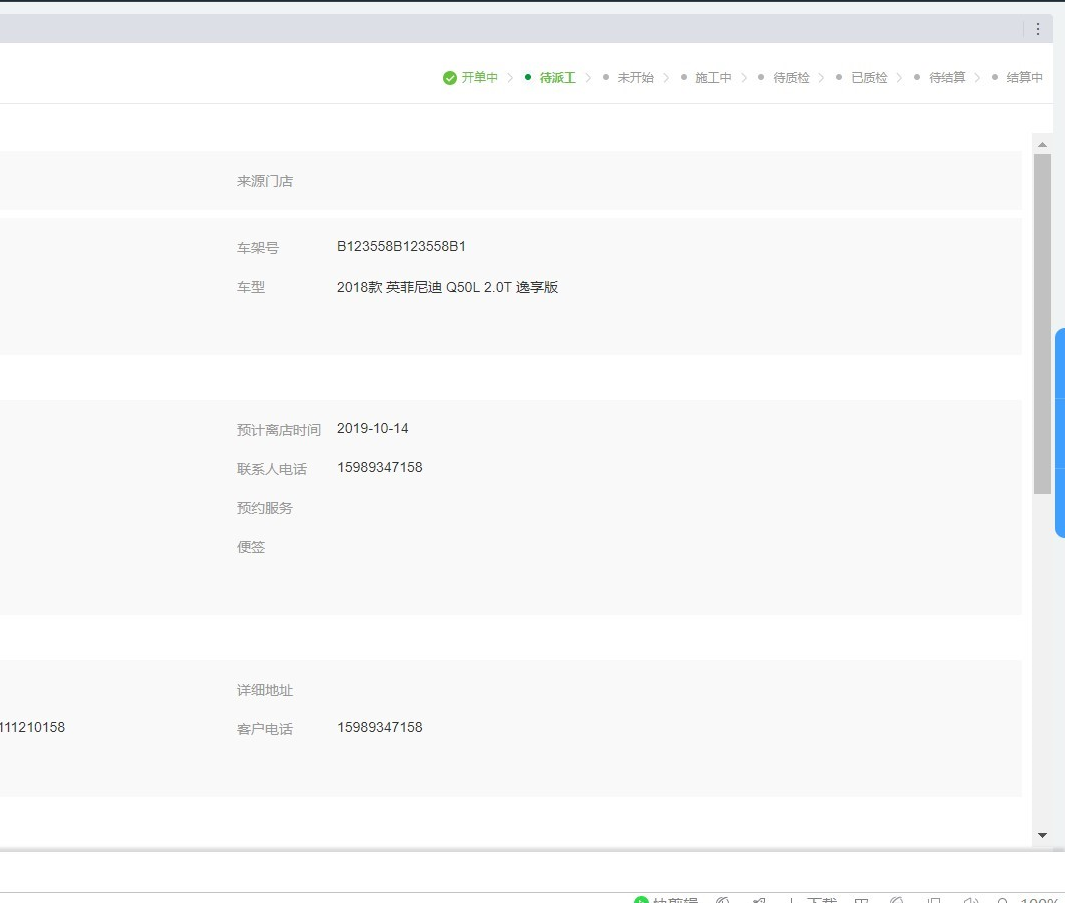 开单中 待派工 未开始 施工中 待质检 已质检 待结算 结算中
来源门店
车架号 B123558B123558B1
车型 2018款 英菲尼迪 Q50L 2.0T 逸享版
预计离店时间 2019-10-14
联系人电话 15989347158
预约服务
便签
详细地址
111210158 客户电话 15989347158
快剪辑 下载 100%